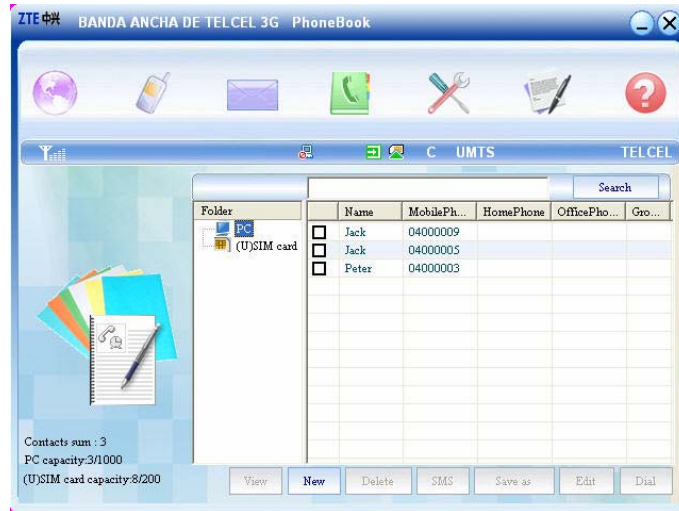 ZTE中兴 BANDA ANCHA DE TELCEL 3G PhoneBook
?
C UMTS TELCEL
Search
Folder Name MobilePh... HomePhone OfficePho... Gro...
PC
(U)SIM card
Jack 04000009
Jack 04000005
Peter 04000003
Contacts sum : 3
PC capacity:3/1000
(U)SIM card capacity:8/200
View New Delete SMS Save as Edit Dial